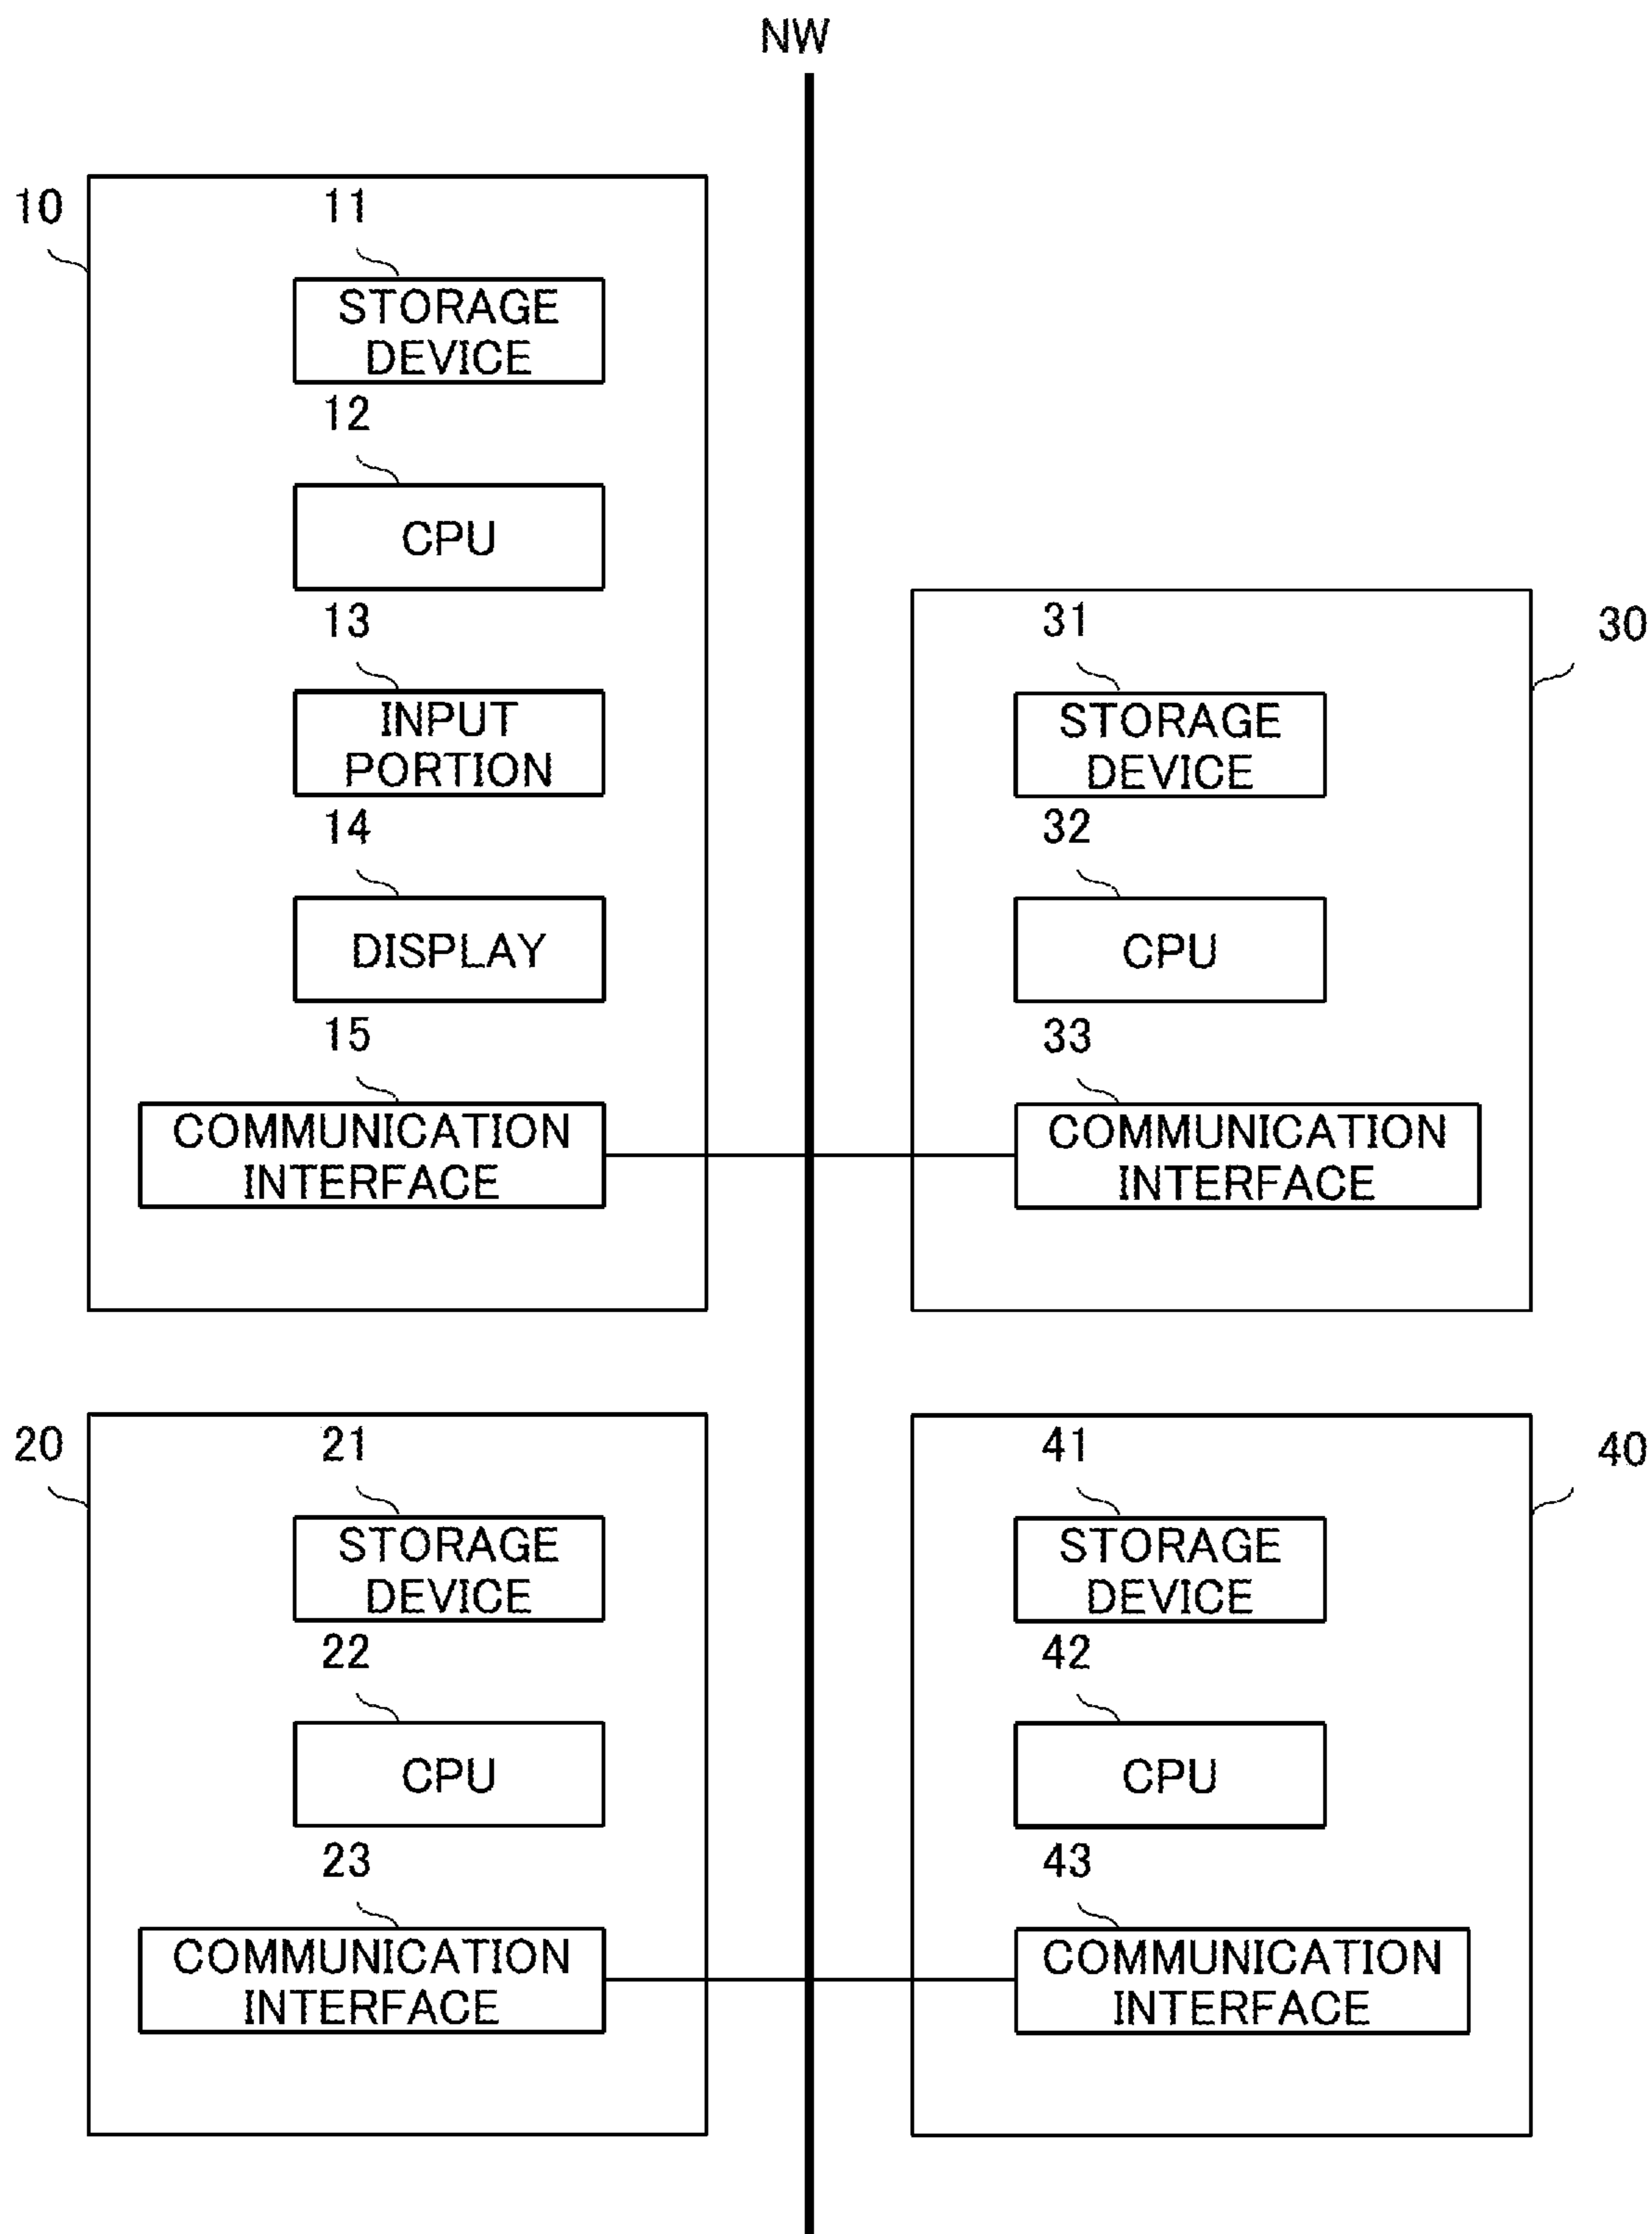 NW
10
11
STORAGE
DEVICE
12
CPU
13
INPUT
PORTION
14
DISPLAY
15
COMMUNICATION
INTERFACE
30
31
STORAGE
DEVICE
32
CPU
33
COMMUNICATION
INTERFACE
20
21
STORAGE
DEVICE
22
CPU
23
COMMUNICATION
INTERFACE
40
41
STORAGE
DEVICE
42
CPU
43
COMMUNICATION
INTERFACE